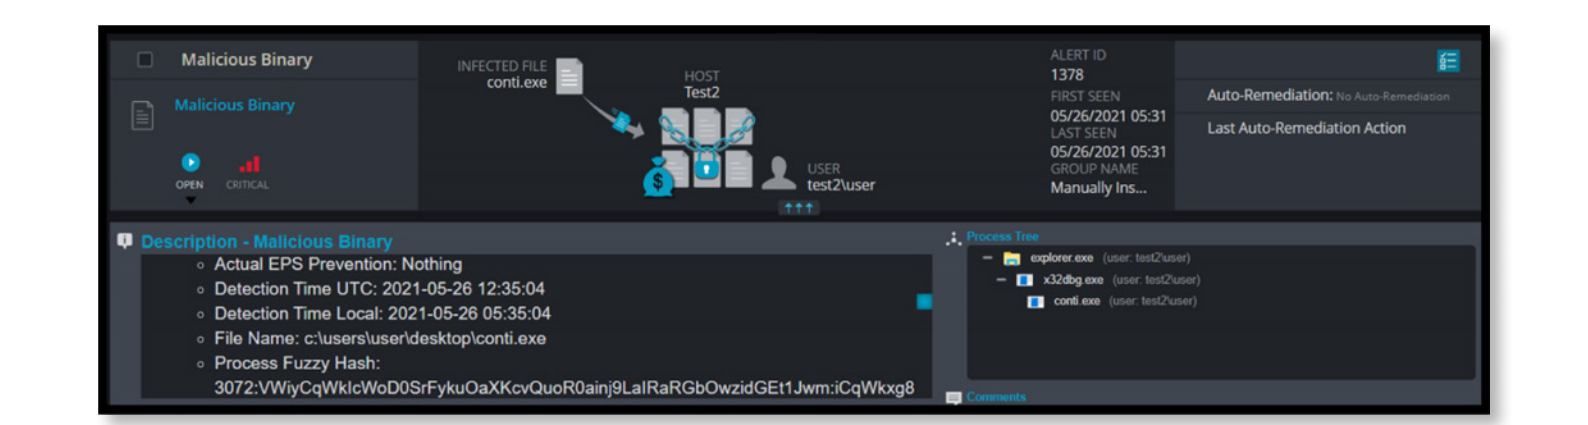 Malicious Binary
Malicious Binary
OPEN
CRITICAL
INFECTED FILE
conti.exe
HOST
Test2
$
USER
test2\user
ALERT ID
1378
FIRST SEEN
05/26/2021 05:31
LAST SEEN
05/26/2021 05:31
GROUP NAME
Manually Ins...
Auto-Remediation: No Auto-Remediation
Last Auto-Remediation Action
Description - Malicious Binary
Actual EPS Prevention: Nothing
Detection Time UTC: 2021-05-26 12:35:04
Detection Time Local: 2021-05-26 05:35:04
File Name: c:\users\user\desktop\conti.exe
Process Fuzzy Hash:
3072:VWiyCqWkIcWoD0SrFykuOaXKcvQuoR0ainj9LaIRaRGbOwzidGEt1Jwm:iCqWkxg8
Process Tree
explorer.exe (user: test2\user)
x32dbg.exe (user: test2\user)
conti.exe (user: test2\user)
Comments